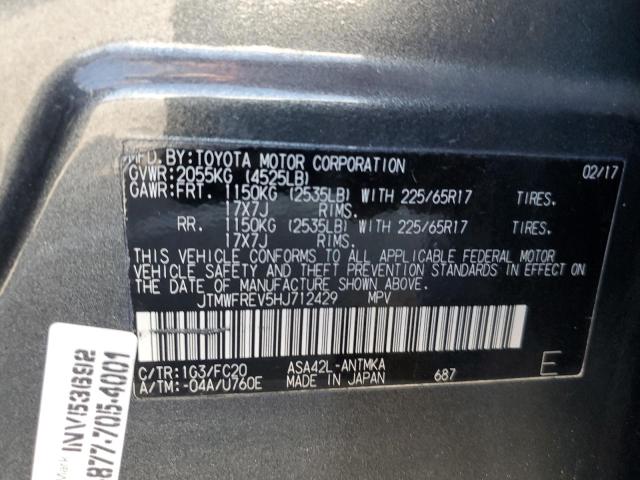 MFD. BY: TOYOTA MOTOR CORPORATION 02/17
GVWR: 2055KG (4525LB)
GAWR: FRT. 1150KG (2535LB) WITH 225/65R17 TIRES.
17X7J RIMS.
RR. 1150KG (2535LB) WITH 225/65R17 TIRES.
17X7J RIMS.
THIS VEHICLE CONFORMS TO ALL APPLICABLE FEDERAL MOTOR
VEHICLE SAFETY AND THEFT PREVENTION STANDARDS IN EFFECT ON
THE DATE OF MANUFACTURE SHOWN ABOVE.
JTMWFREV5HJ712429 MPV
C/TR: 1G3/FC20 ASA42L-ANTMKA
A/TM: -04A/U760E MADE IN JAPAN 687 E
Mark
INV15316912
877-7015-4001